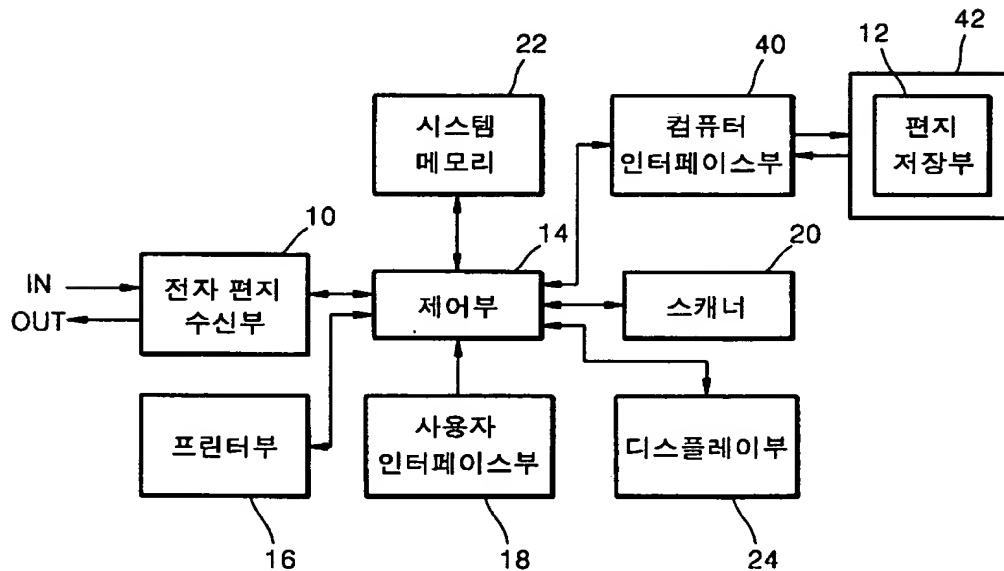 22
40
12
42
시스템
메모리
컴퓨터
인터페이스부
편지
저장부
10
14
20
IN
OUT
전자 편지
수신부
제어부
스캐너
프린터부
사용자
인터페이스부
디스플레이부
16
18
24